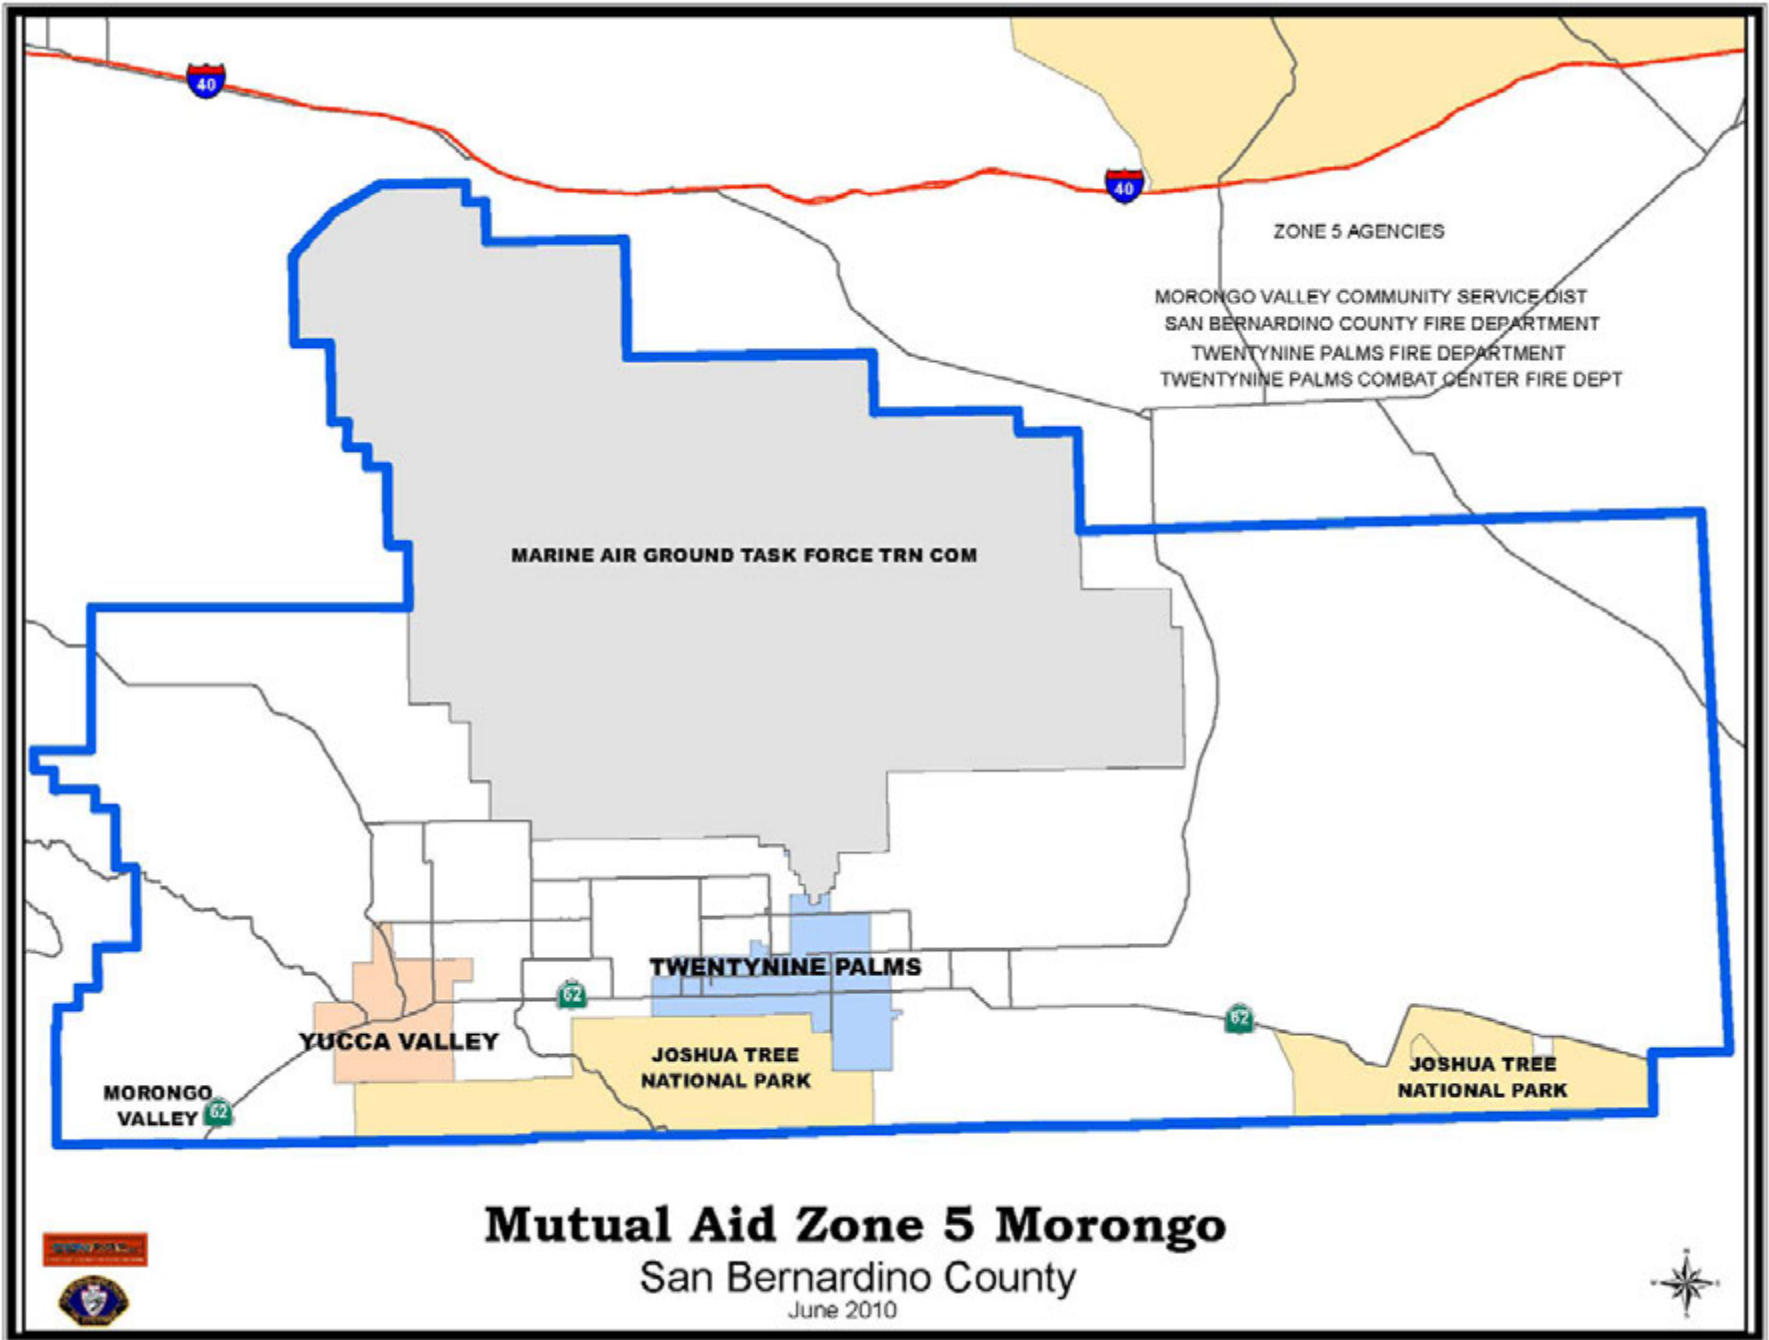 40
40
ZONE 5 AGENCIES
MORONGO VALLEY COMMUNITY SERVICE DIST
SAN BERNARDINO COUNTY FIRE DEPARTMENT
TWENTYNINE PALMS FIRE DEPARTMENT
TWENTYNINE PALMS COMBAT CENTER FIRE DEPT
MARINE AIR GROUND TASK FORCE TRN COM
TWENTYNINE PALMS
62
62
YUCCA VALLEY
JOSHUA TREE
NATIONAL PARK
JOSHUA TREE
NATIONAL PARK
MORONGO
VALLEY
62
Mutual Aid Zone 5 Morongo
San Bernardino County
June 2010